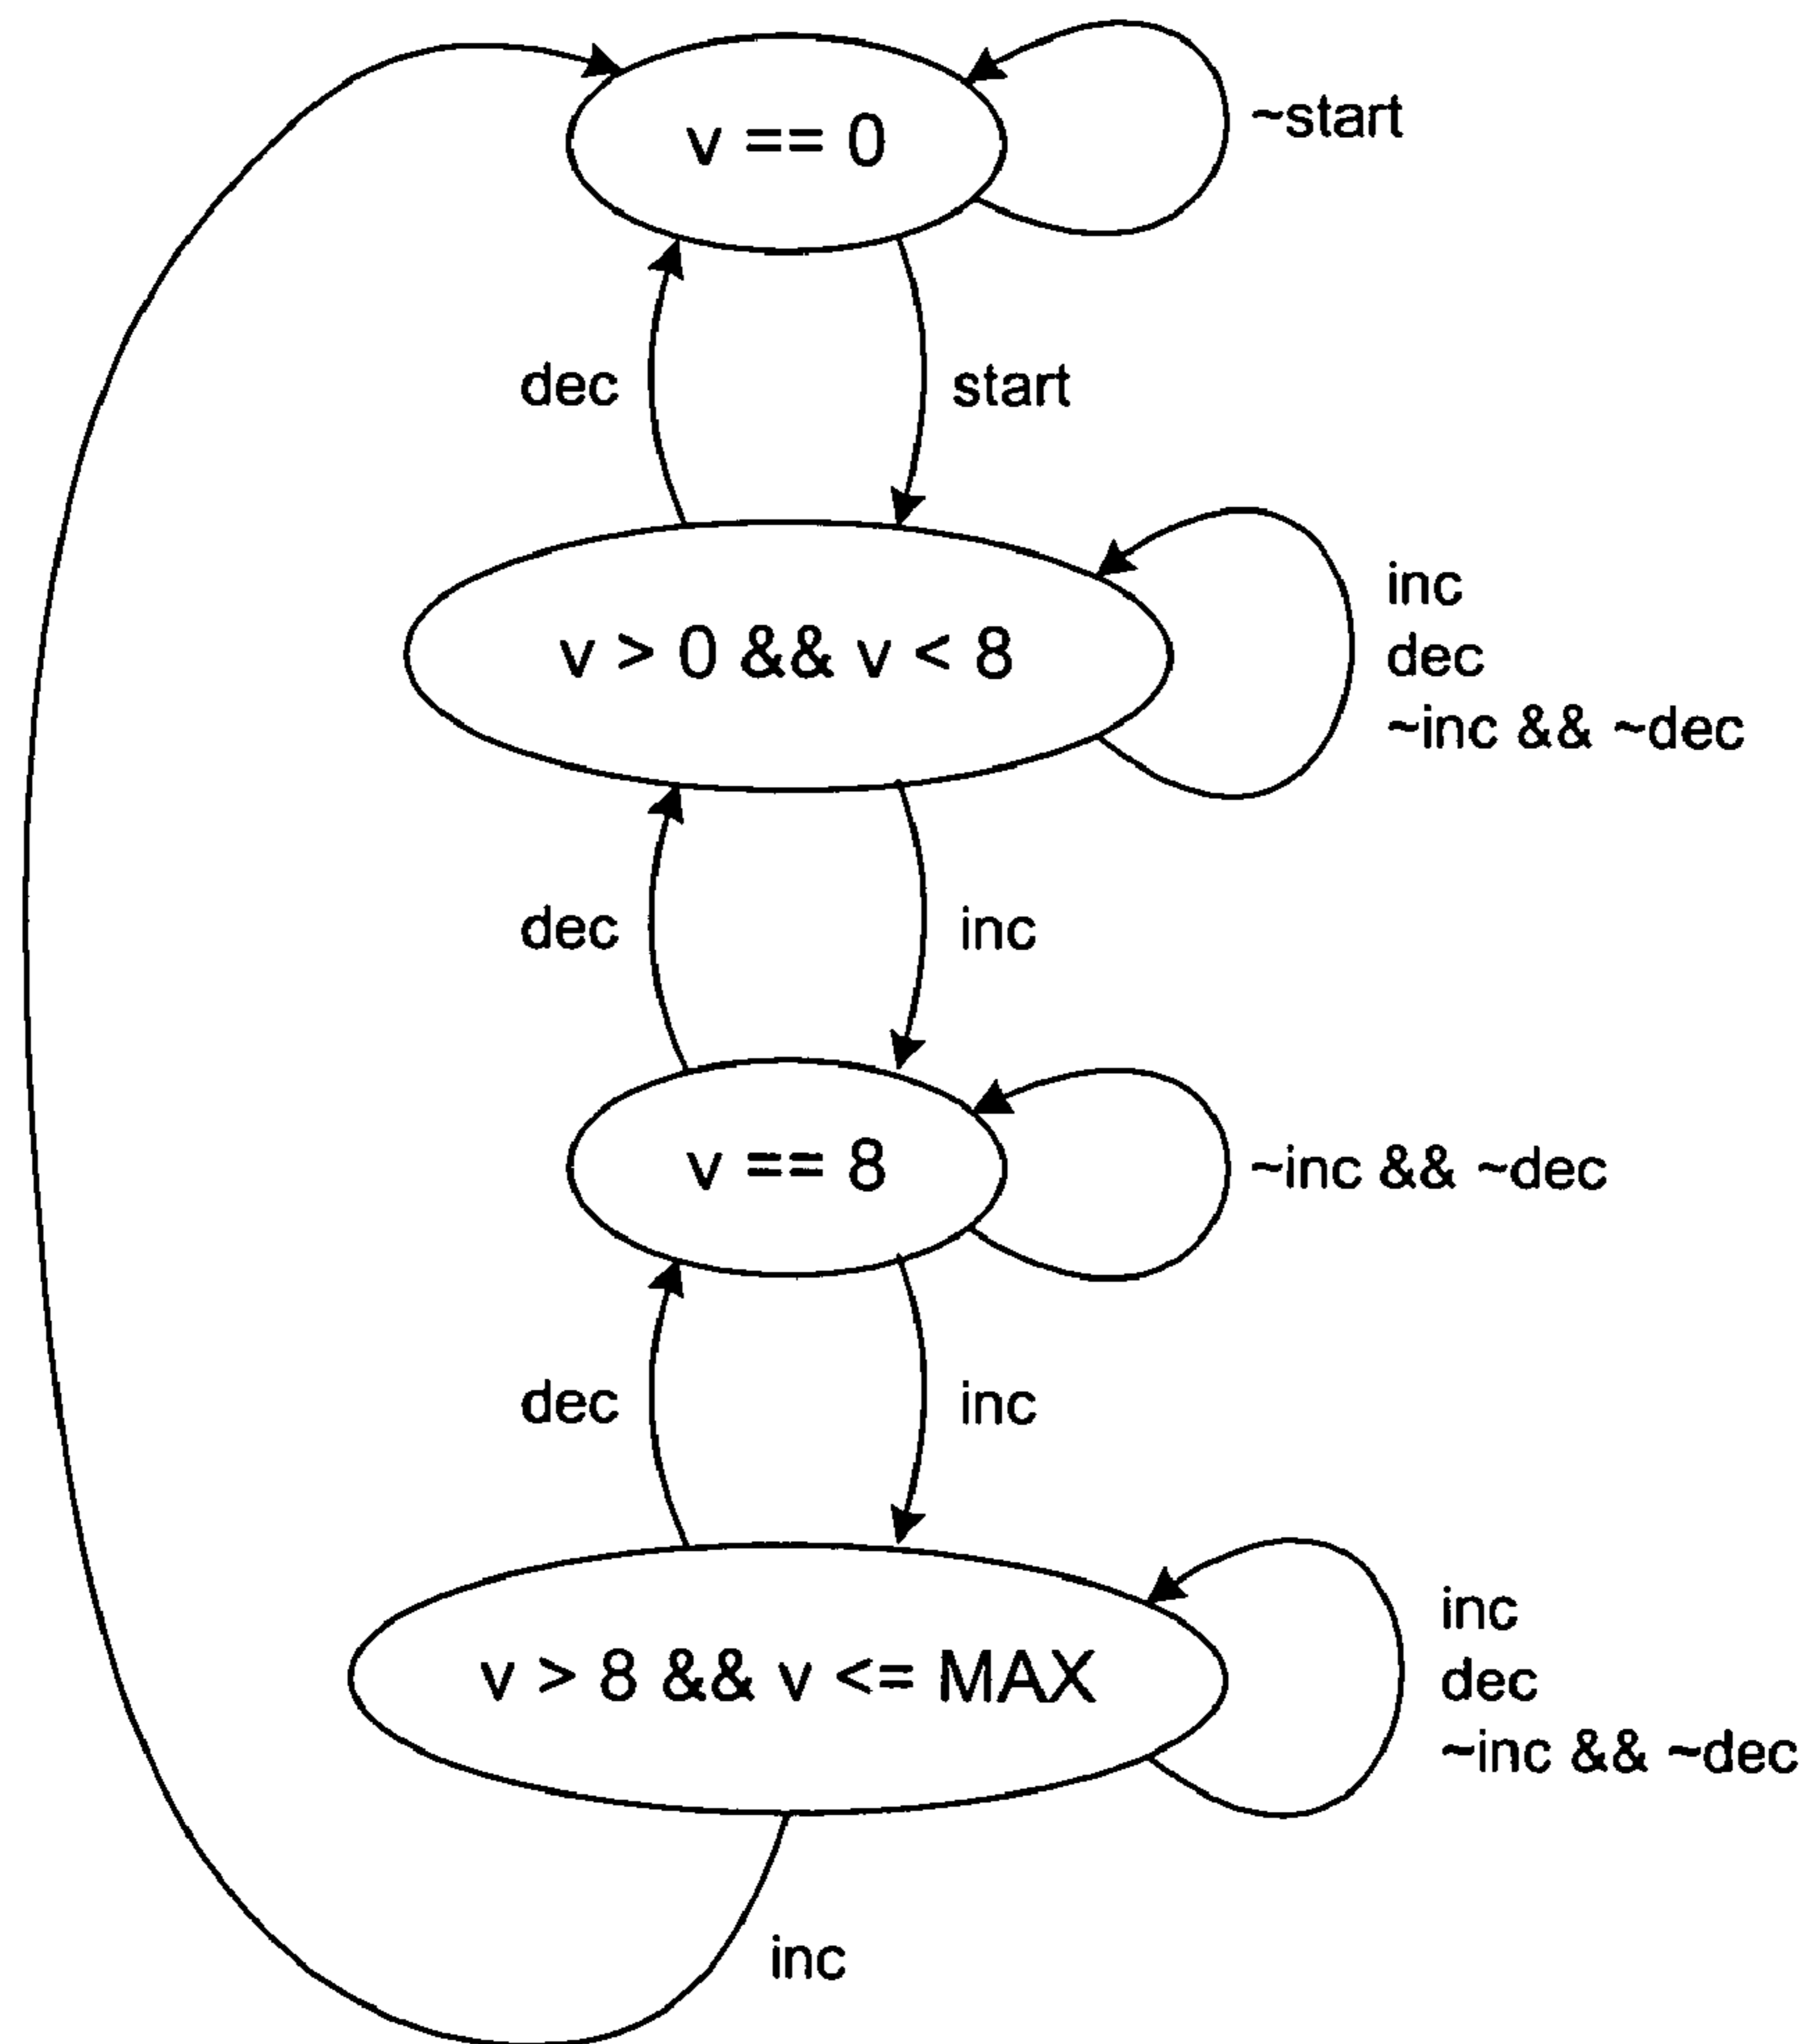 v == 0
~start
dec
start
v > 0 && v < 8
inc
dec
~inc && ~dec
dec
inc
v == 8
~inc && ~dec
dec
inc
v > 8 && v <= MAX
inc
dec
~inc && ~dec
inc